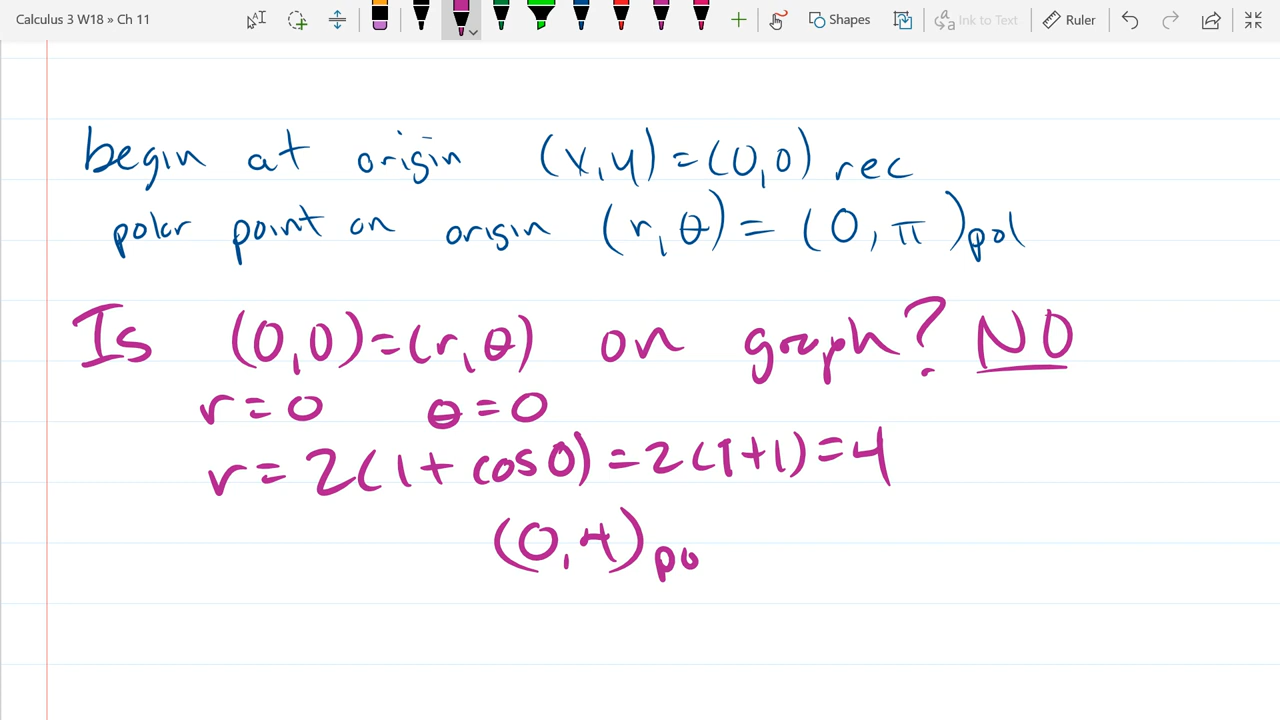 Calculus 3 W18 » Ch 11
Shapes
Ink to Text
Ruler
begin at origin (x,y)=(0,0) rec
polar point on origin (r,θ)=(0,π)pol
Is (0,0)=(r,θ) on graph? NO
r=0 θ=0
r=2(1+cos0)=2(1+1)=4
(0,4)po